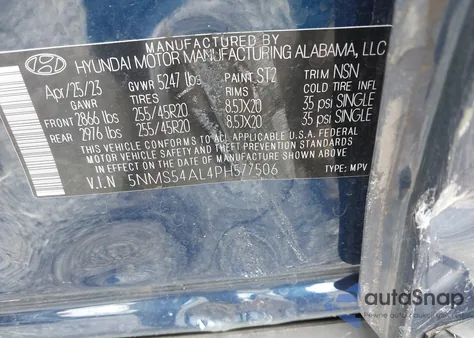 MANUFACTURED BY
HYUNDAI MOTOR MANUFACTURING ALABAMA, LLC
Apr/25/23 GVWR 5247 lbs PAINT ST2 TRIM NSN
GAWR TIRES RIMS COLD TIRE INFL
FRONT 2866 lbs 255/45R20 8.5JX20 35 psi SINGLE
REAR 2976 lbs 255/45R20 8.5JX20 35 psi SINGLE
THIS VEHICLE CONFORMS TO ALL APPLICABLE U.S.A. FEDERAL
MOTOR VEHICLE SAFETY AND THEFT PREVENTION STANDARDS
IN EFFECT ON THE DATE OF MANUFACTURE SHOWN ABOVE.
V.I.N 5NMS54AL4PH577506 TYPE: MPV
autoSnap
Pewne auta